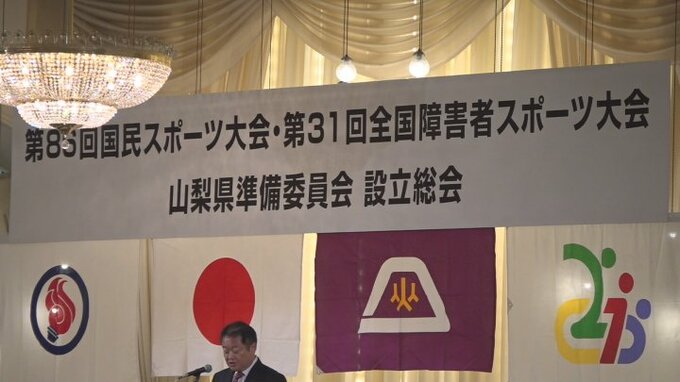 第85回国民スポーツ大会・第31回全国障害者スポーツ大会
山梨県準備委員会 設立総会